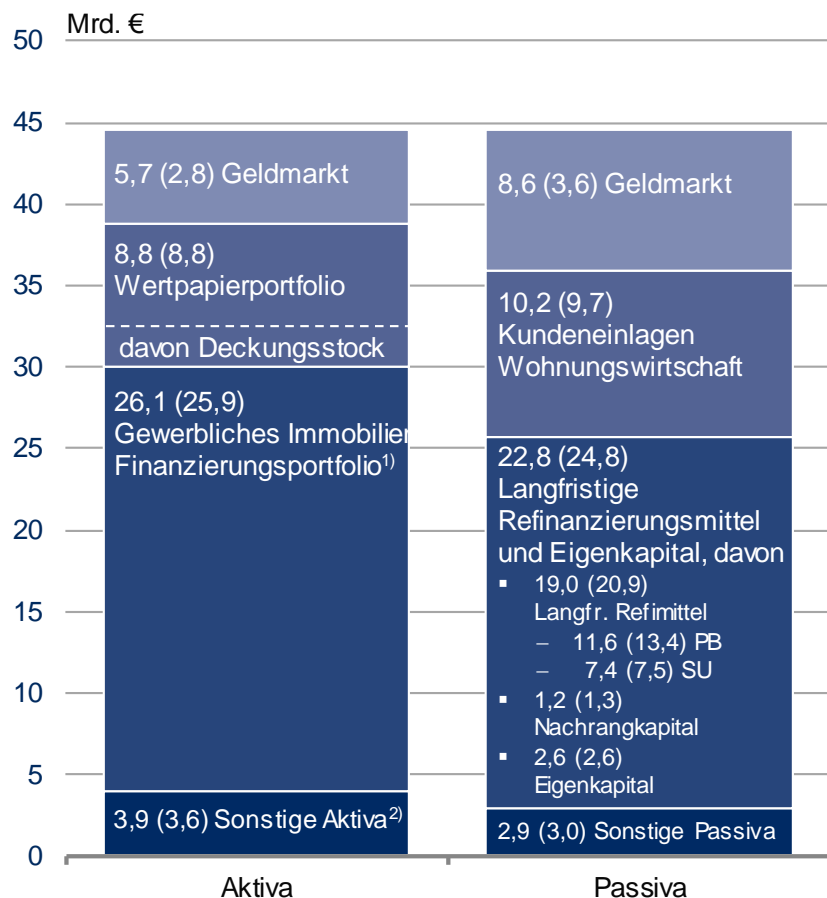 Mrd. €
50
45
40
35
30
25
20
15
10
5
0
5,7 (2,8) Geldmarkt
8,8 (8,8)
Wertpapierportfolio
davon Deckungsstock
26,1 (25,9)
Gewerbliches Immobilien
Finanzierungsportfolio1)
3,9 (3,6) Sonstige Aktiva2)
8,6 (3,6) Geldmarkt
10,2 (9,7)
Kundeneinlagen
Wohnungswirtschaft
22,8 (24,8)
Langfristige
Refinanzierungsmittel
und Eigenkapital, davon
▪ 19,0 (20,9)
Langfr. Refimittel
– 11,6 (13,4) PB
– 7,4 (7,5) SU
▪ 1,2 (1,3)
Nachrangkapital
▪ 2,6 (2,6)
Eigenkapital
2,9 (3,0) Sonstige Passiva
Aktiva
Passiva